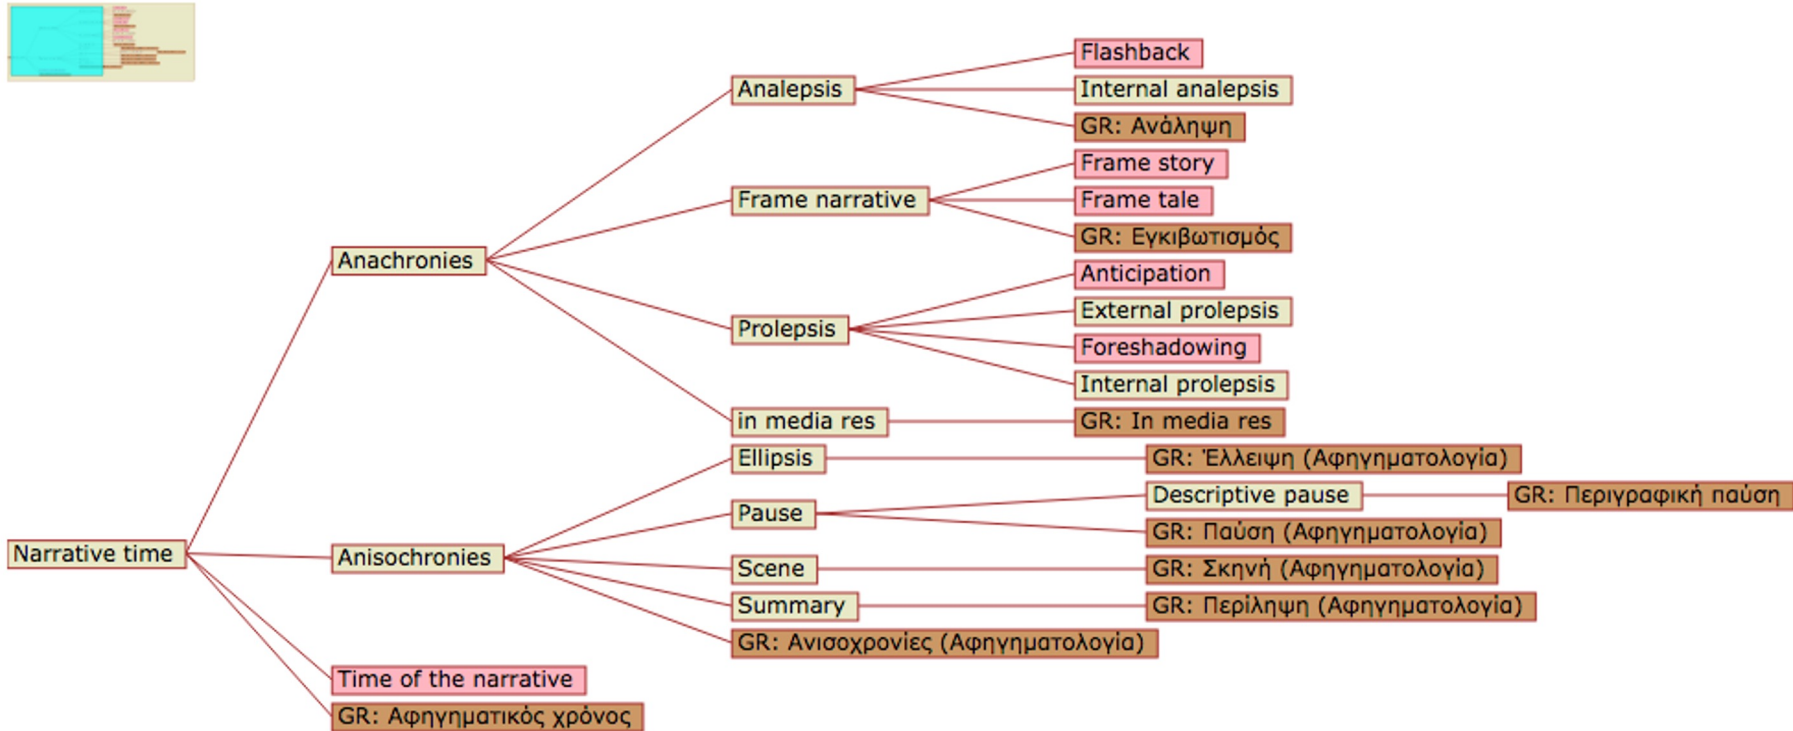 Flashback
Analepsis
Internal analepsis
GR: Ανάληψη
Frame story
Frame narrative
Frame tale
GR: Εγκιβωτισμός
Anachronies
Anticipation
External prolepsis
Prolepsis
Foreshadowing
Internal prolepsis
in media res
GR: In media res
Ellipsis
GR: Έλλειψη (Αφηγηματολογία)
Descriptive pause
GR: Περιγραφική παύση
Pause
GR: Παύση (Αφηγηματολογία)
Narrative time
Anisochronies
Scene
GR: Σκηνή (Αφηγηματολογία)
Summary
GR: Περίληψη (Αφηγηματολογία)
GR: Ανισοχρονίες (Αφηγηματολογία)
Time of the narrative
GR: Αφηγηματικός χρόνος